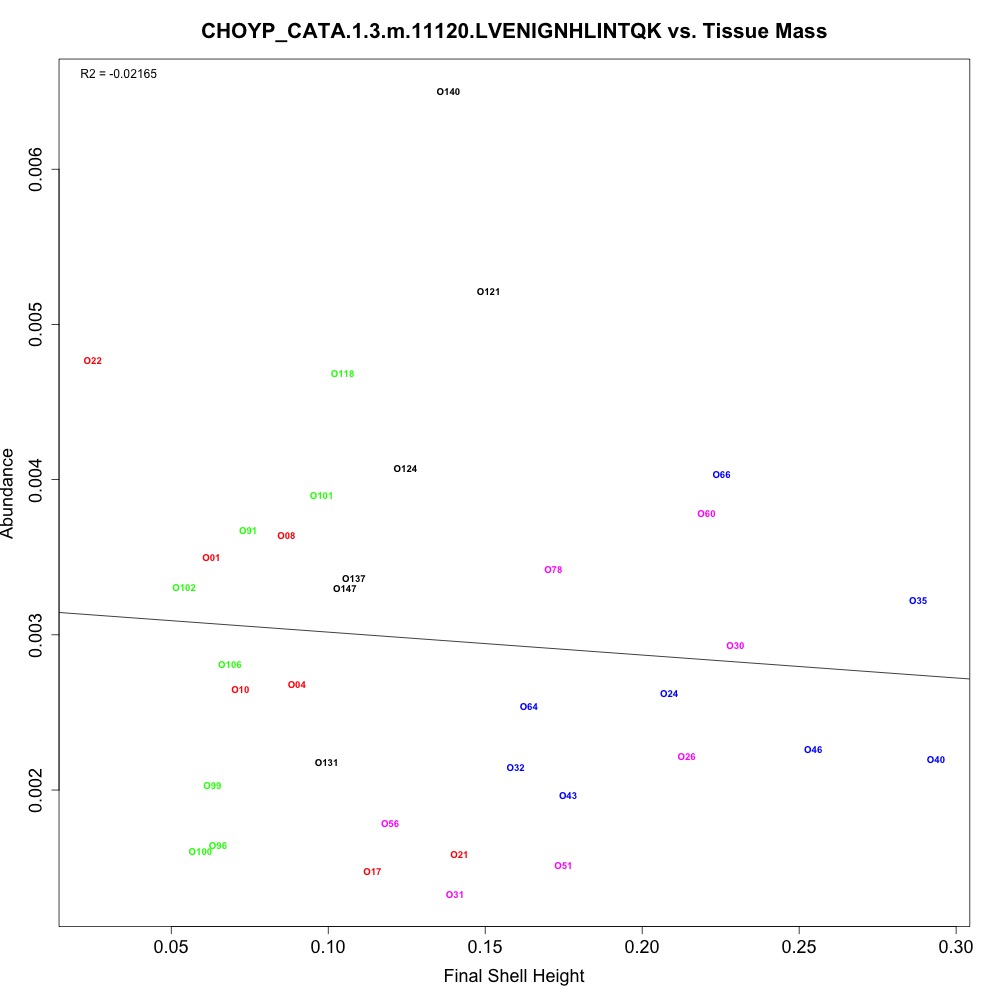 CHOYP_CATA.1.3.m.11120.LVENIGNHLINTQK vs. Tissue Mass
R2 = -0.02165
O140
O121
O22
O118
O124
O66
O101
O60
O91
O08
O01
O78
O137
O102
O147
O35
O30
O106
O04
O10
O24
O64
O46
O26
O131
O40
O32
O99
O43
O56
O96
O100
O21
O51
O17
O31
0.006
0.005
0.004
0.003
0.002
Abundance
0.05 0.10 0.15 0.20 0.25 0.30
Final Shell Height